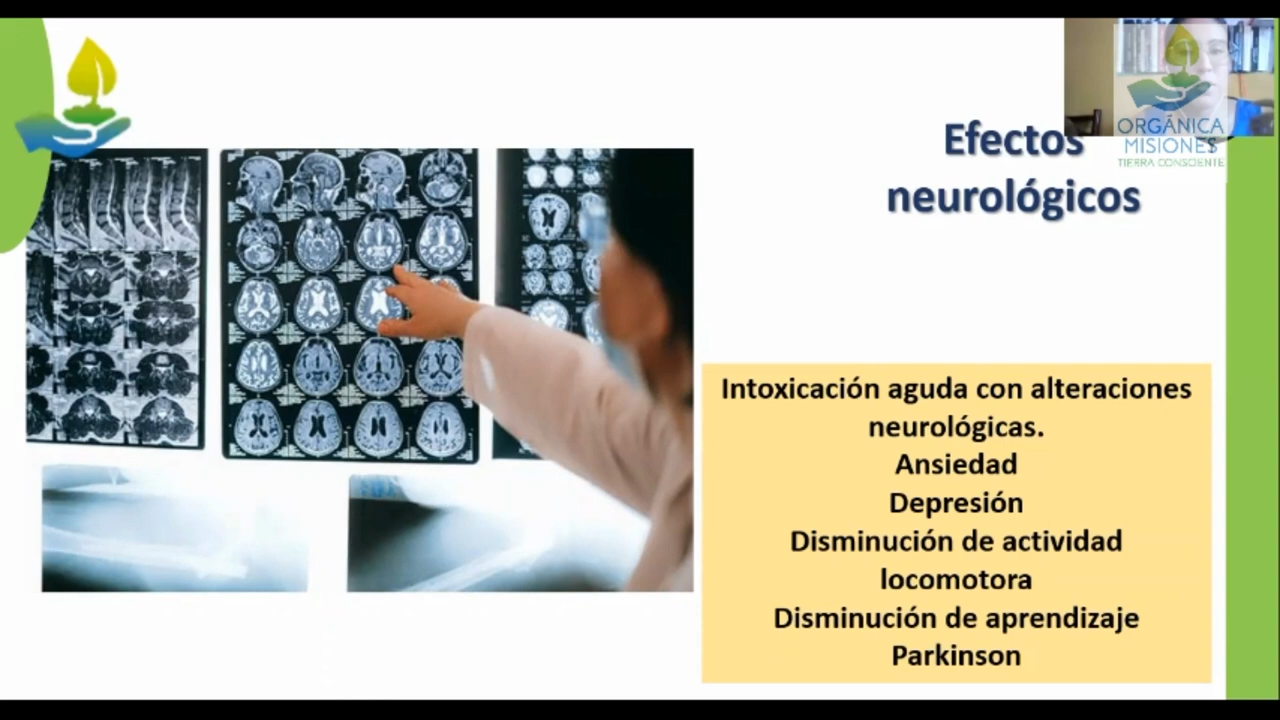 Efectos
neurológicos
ORGÁNICA
MISIONES
TIERRA CONSCIENTE
Intoxicación aguda con alteraciones
neurológicas.
Ansiedad
Depresión
Disminución de actividad
locomotora
Disminución de aprendizaje
Parkinson